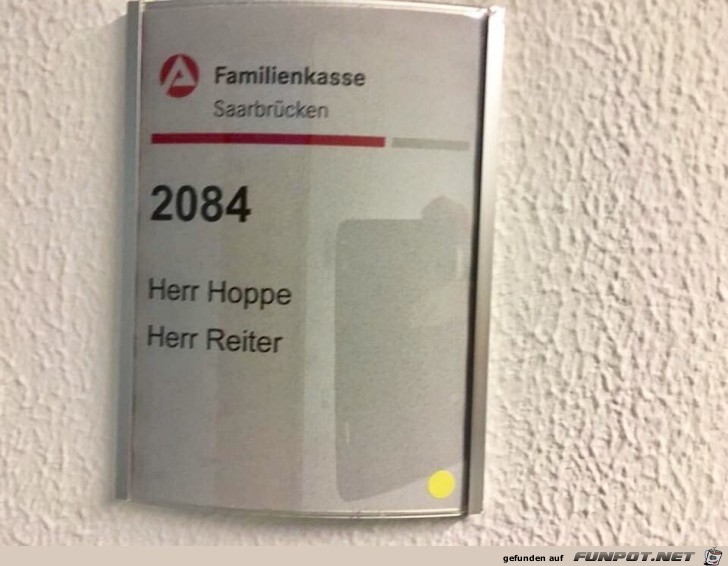 Familienkasse
Saarbrücken
2084
Herr Hoppe
Herr Reiter
gefunden auf FUNPOT.NET